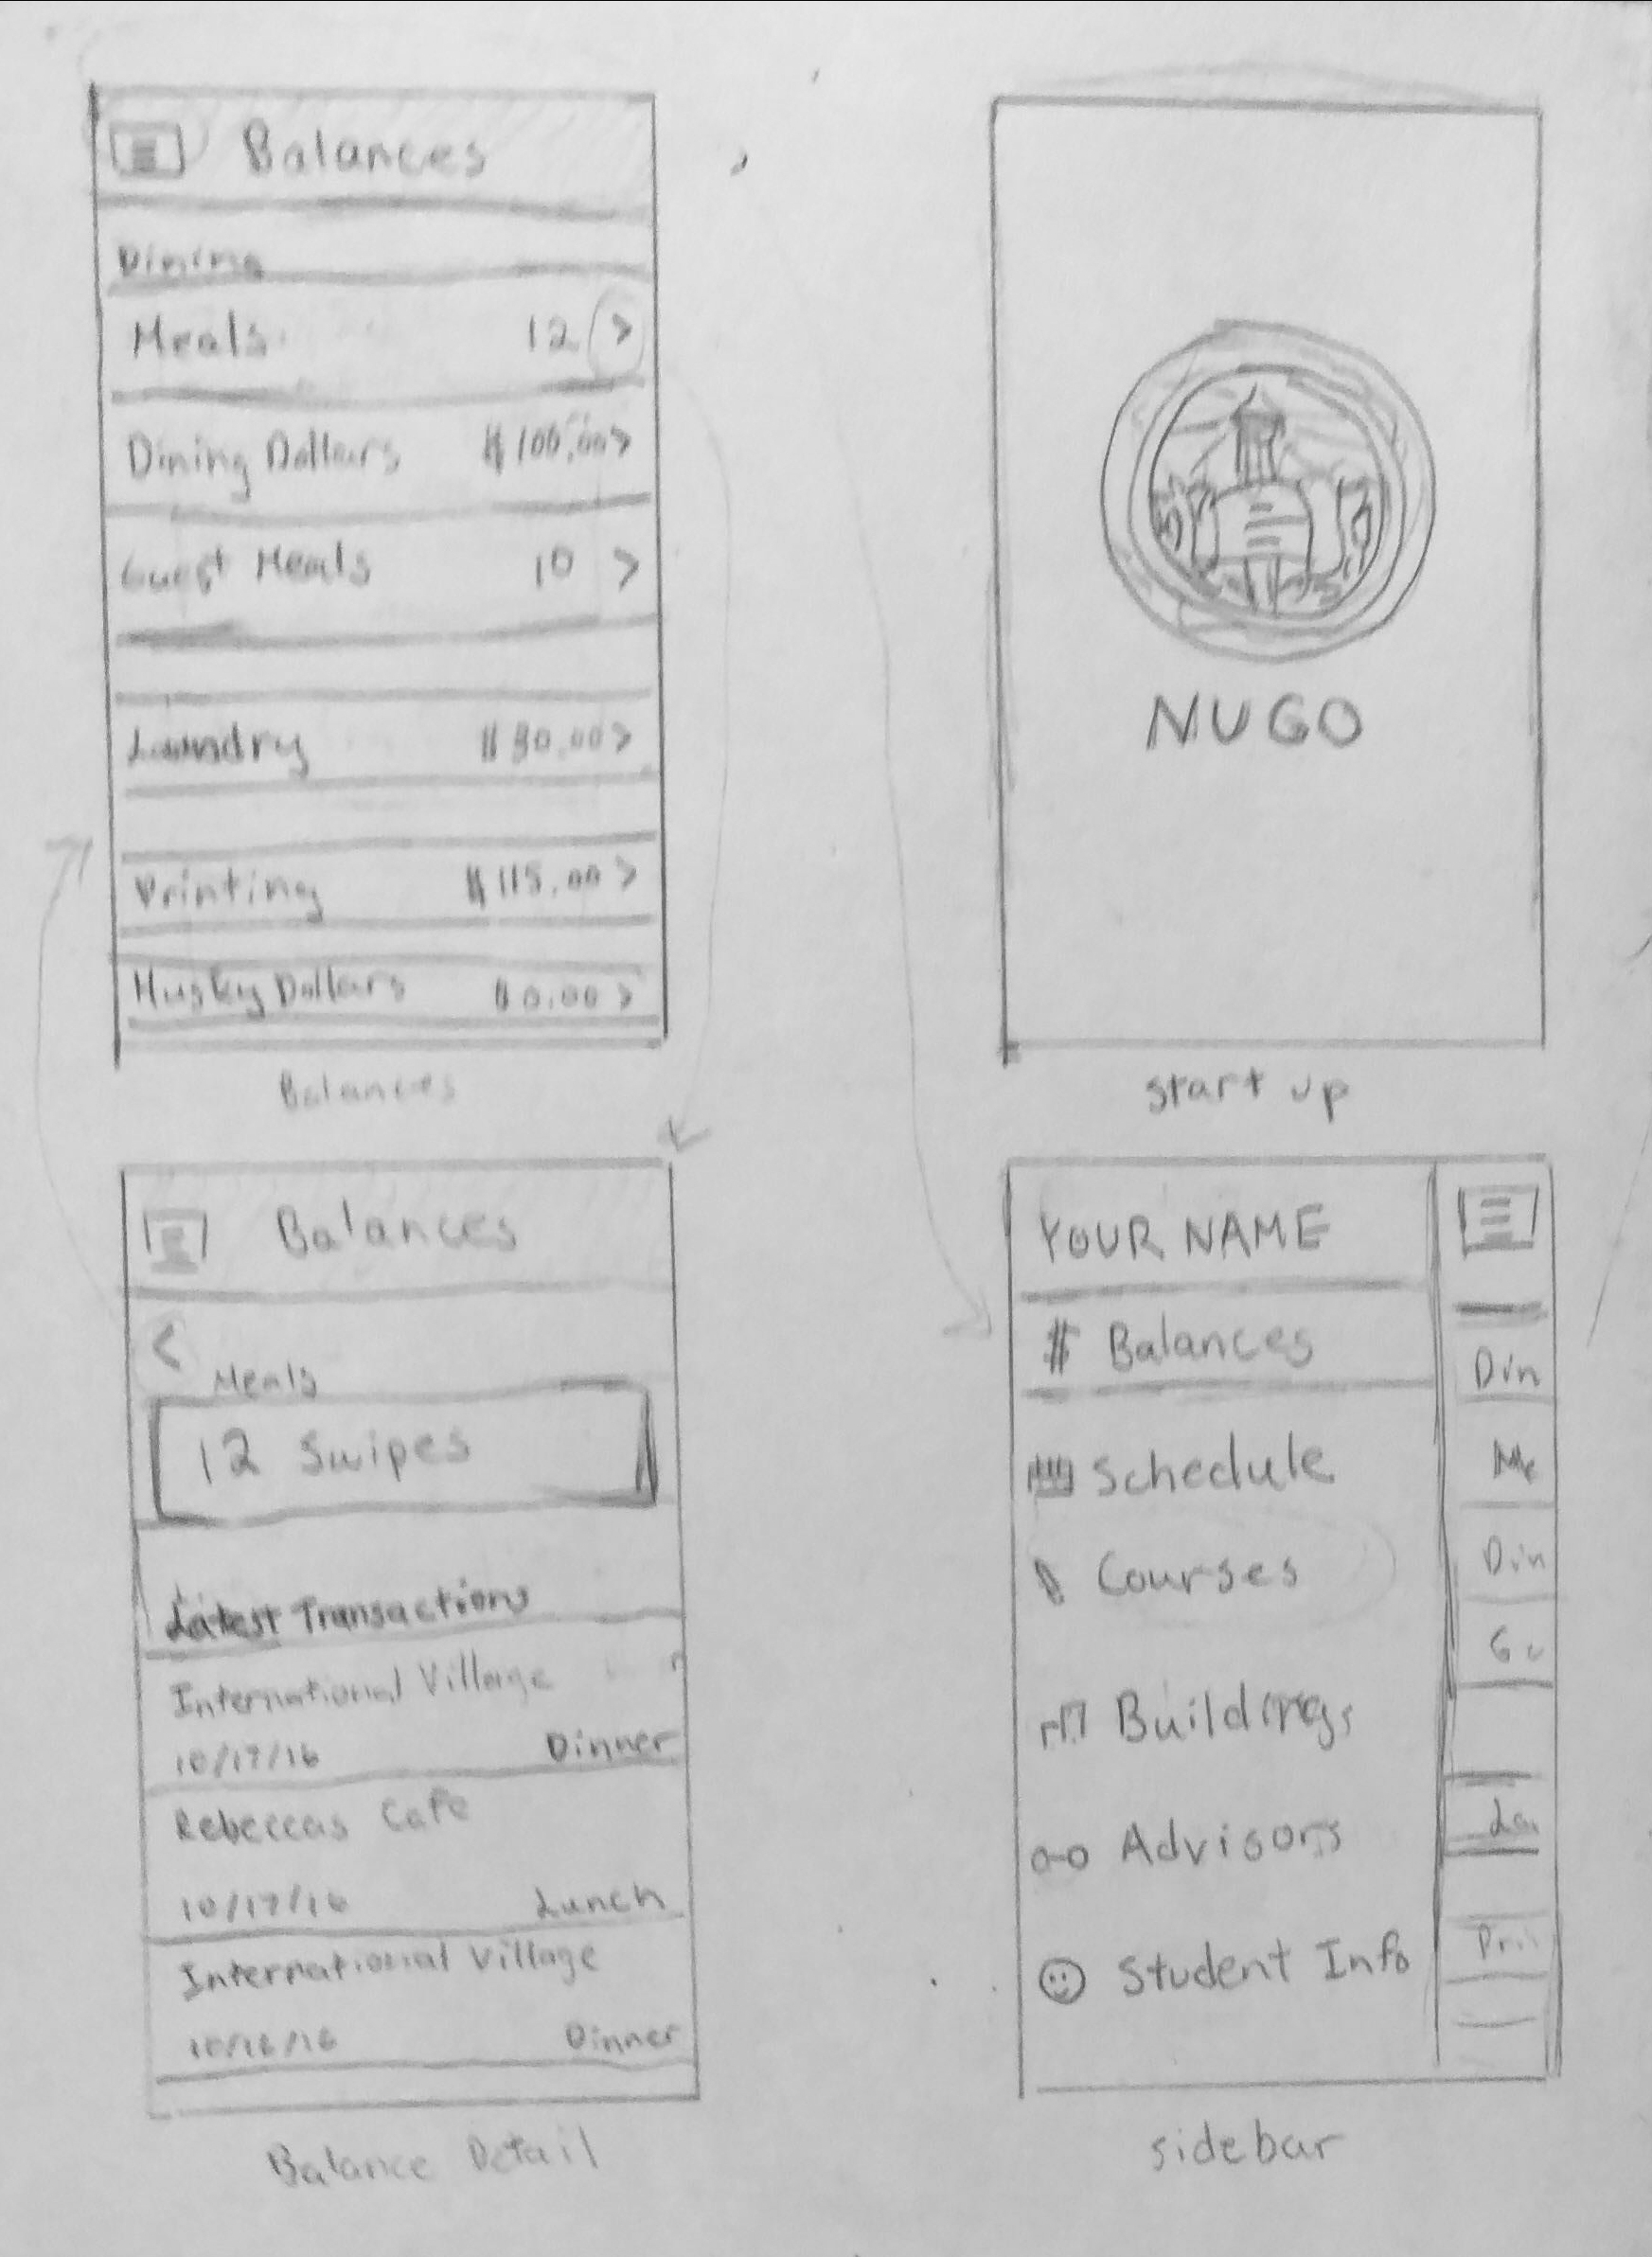 Balances
Dining
Meals 12 >
Dining Dollars $100.00>
Guest Meals 10 >
Laundry $30.00>
Printing $115.00>
Husky Dollars $0.00>
Balances
NUGO
start up
Balances
<
Meals
12 Swipes
Latest Transactions
International Village
10/17/16 Dinner
Rebeccas Cafe
10/17/16 Lunch
International Village
10/16/16 Dinner
Balance Detail
YOUR NAME
$ Balances
Schedule
Courses
Buildings
Advisors
Student Info
Din
Me
Din
Gu
La
Pri
sidebar